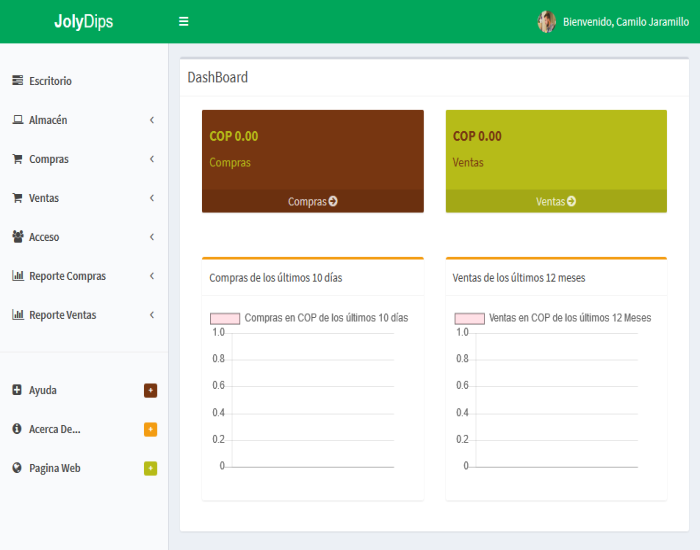 JolyDips
Bienvenido, Camilo Jaramillo
Escritorio
Almacén
Compras
Ventas
Acceso
Reporte Compras
Reporte Ventas
Ayuda
+
Acerca De...
+
Pagina Web
+
DashBoard
COP 0.00
Compras
Compras
COP 0.00
Ventas
Ventas
Compras de los últimos 10 días
Compras en COP de los últimos 10 días
1.0
0.8
0.6
0.4
0.2
0
Ventas de los últimos 12 meses
Ventas en COP de los últimos 12 Meses
1.0
0.8
0.6
0.4
0.2
0